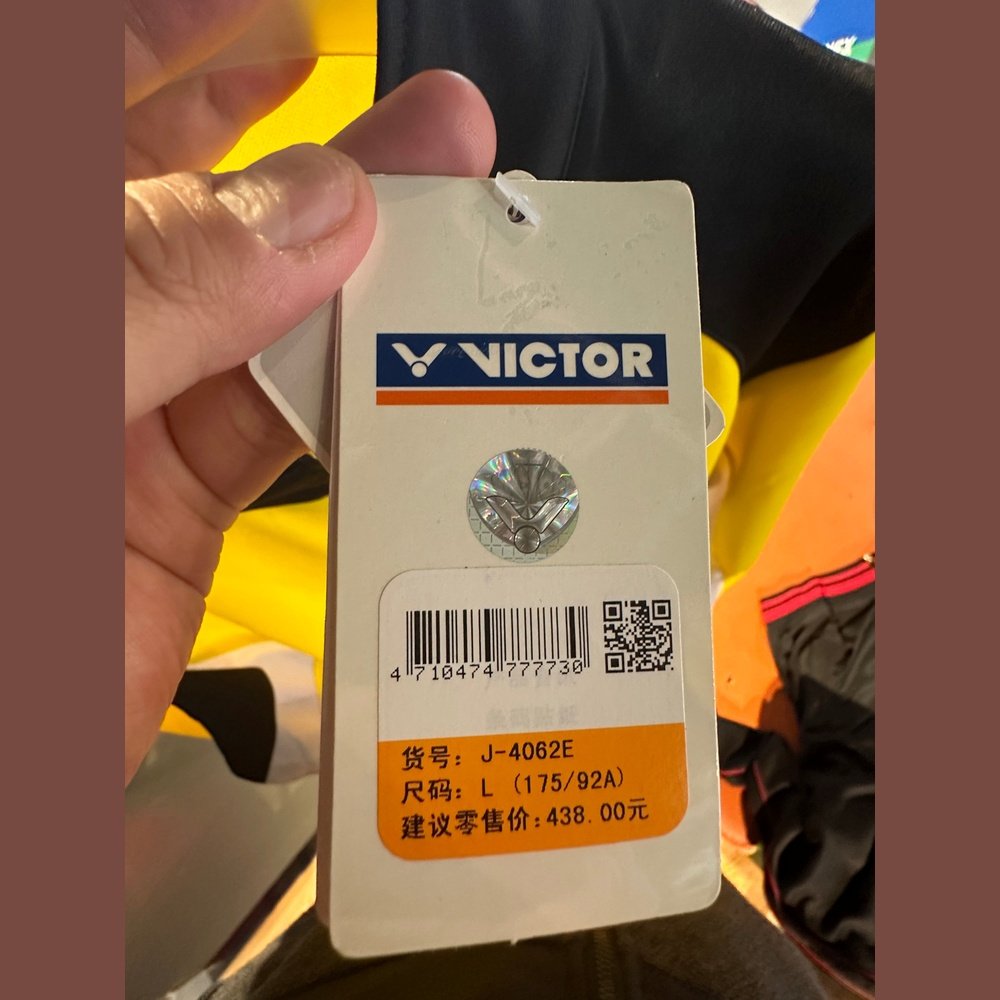 VICTOR
4 710474 777730
货号: J-4062E
尺码: L (175/92A)
建议零售价:438.00元